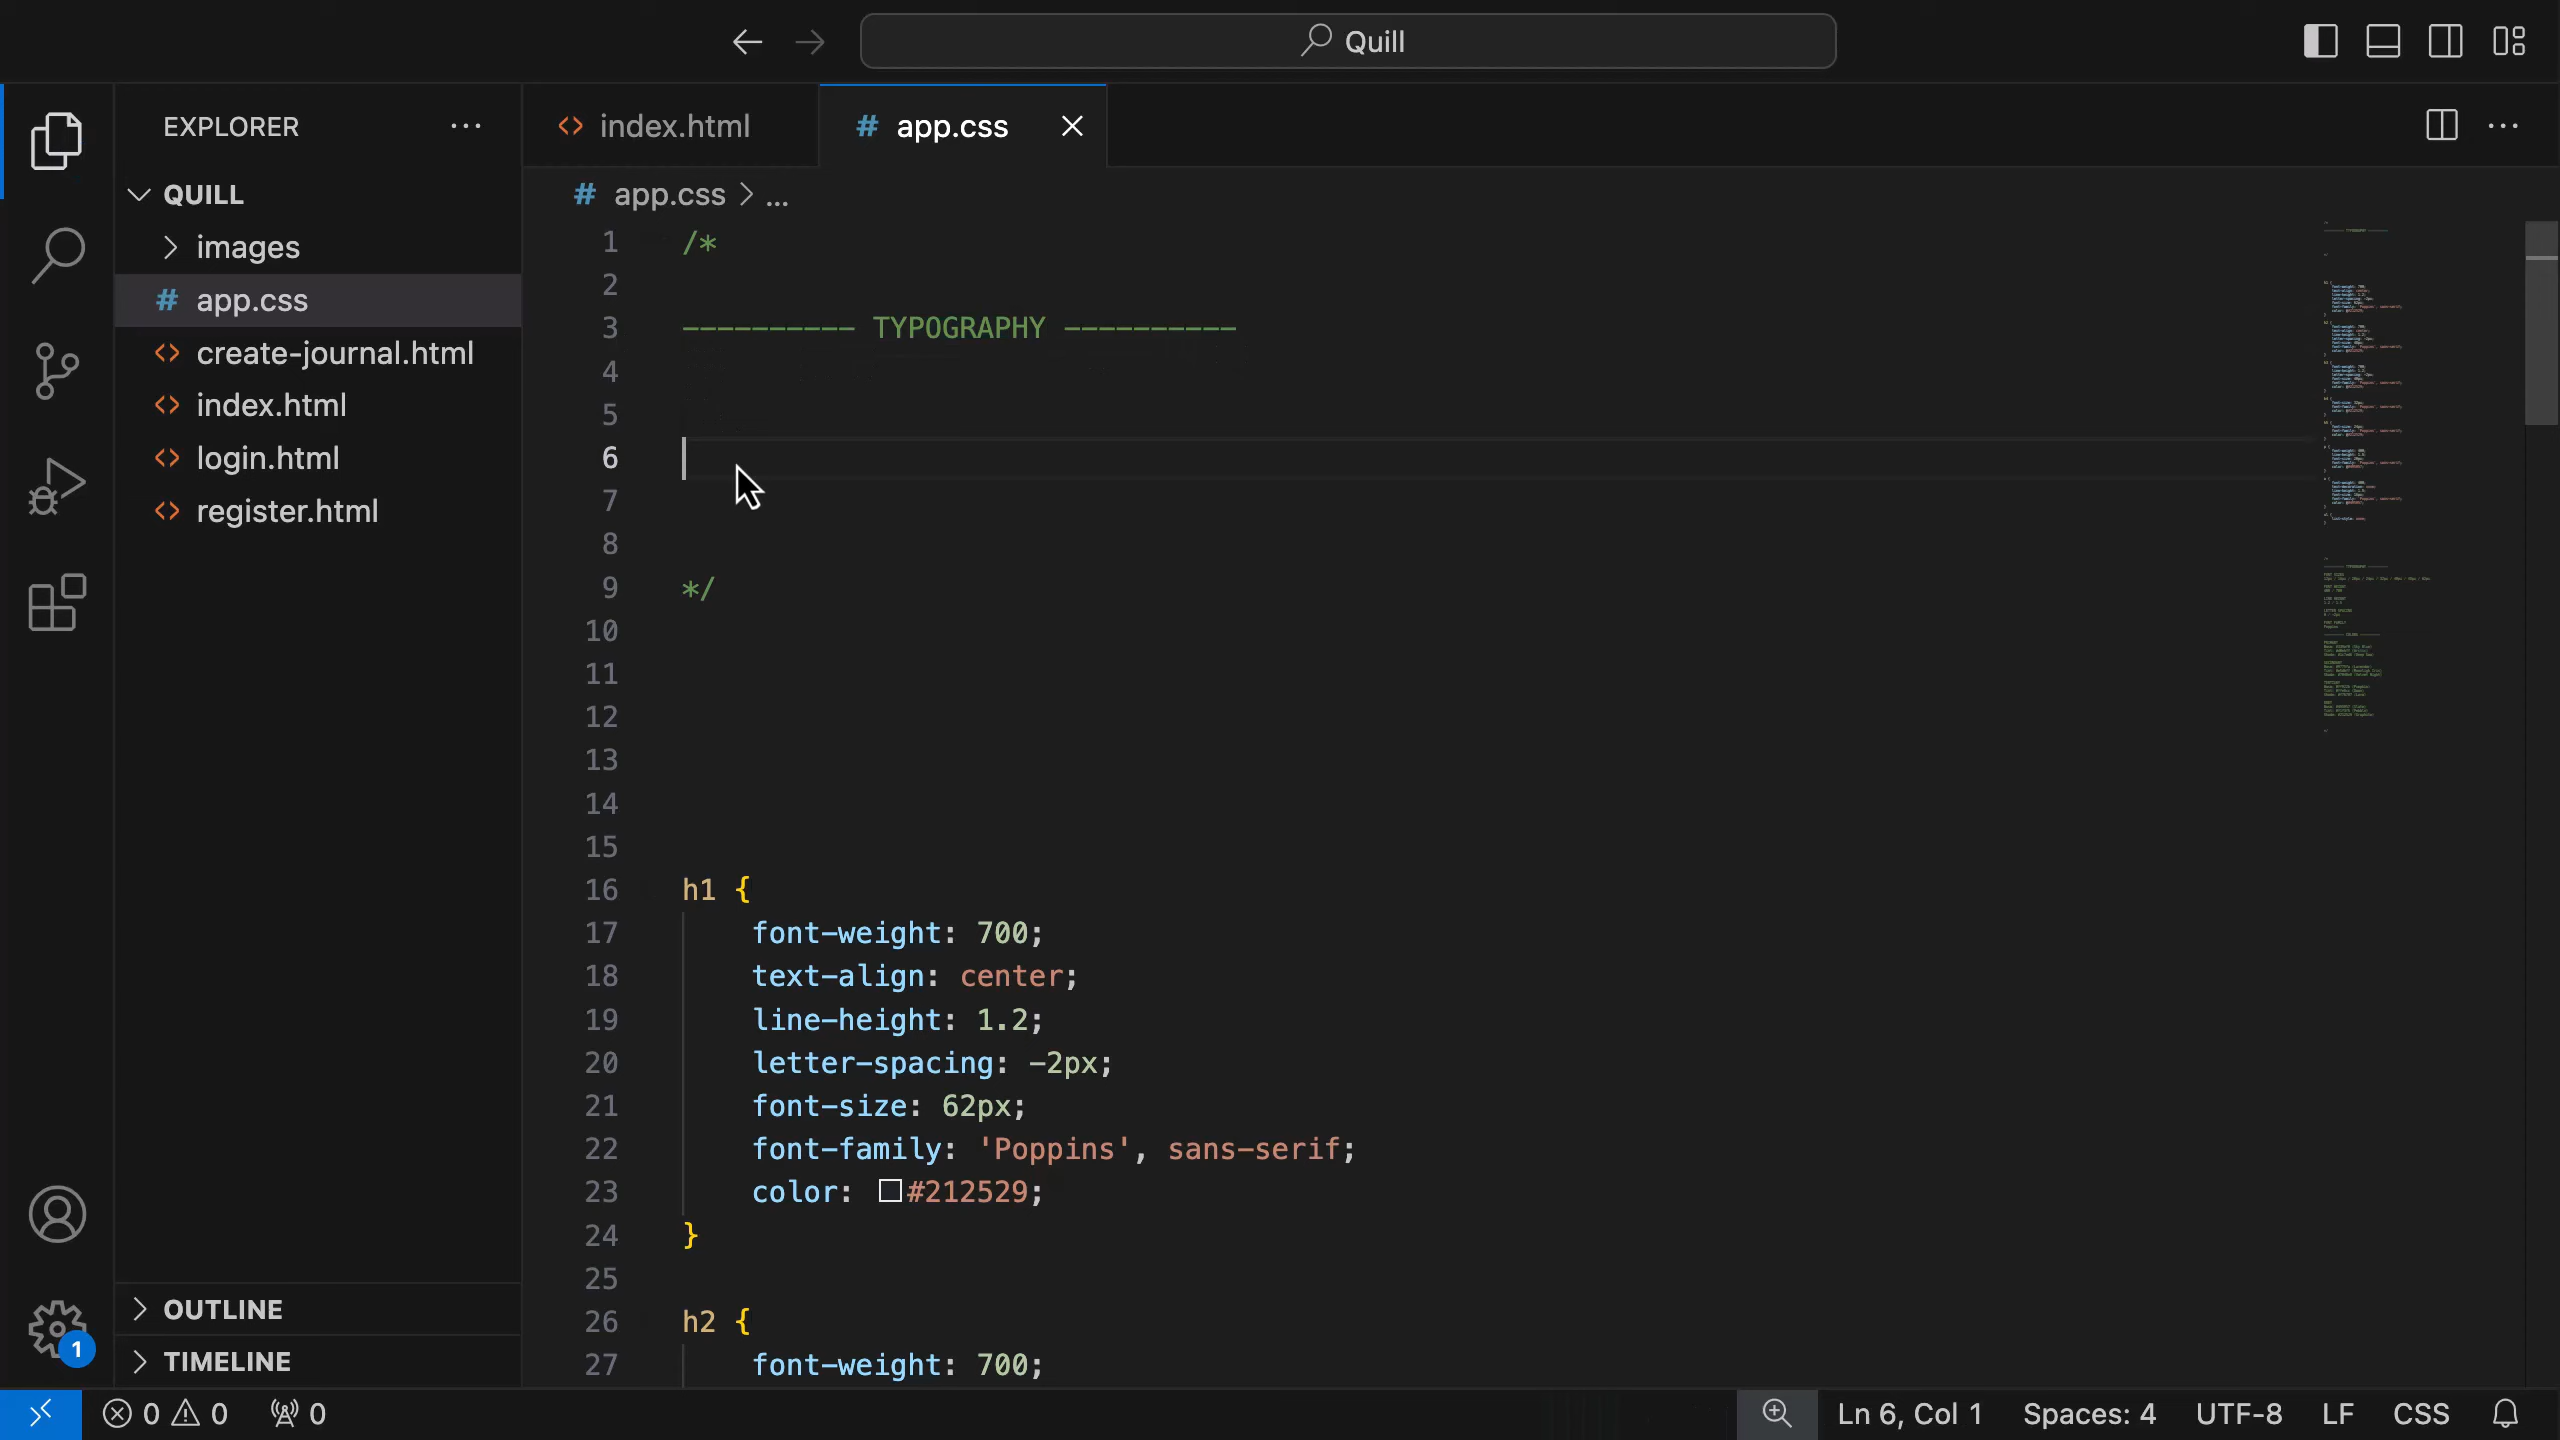 Quill
EXPLORER
QUILL
images
# app.css
create-journal.html
index.html
login.html
register.html
OUTLINE
TIMELINE
<> index.html
# app.css
# app.css > ...
1 /*
2
3 ---------- TYPOGRAPHY ----------
4
5
6
7
8
9 */
10
11
12
13
14
15
16 h1 {
17 font-weight: 700;
18 text-align: center;
19 line-height: 1.2;
20 letter-spacing: -2px;
21 font-size: 62px;
22 font-family: 'Poppins', sans-serif;
23 color: #212529;
24 }
25
26 h2 {
27 font-weight: 700;
1
0 0 0
Ln 6, Col 1 Spaces: 4 UTF-8 LF CSS